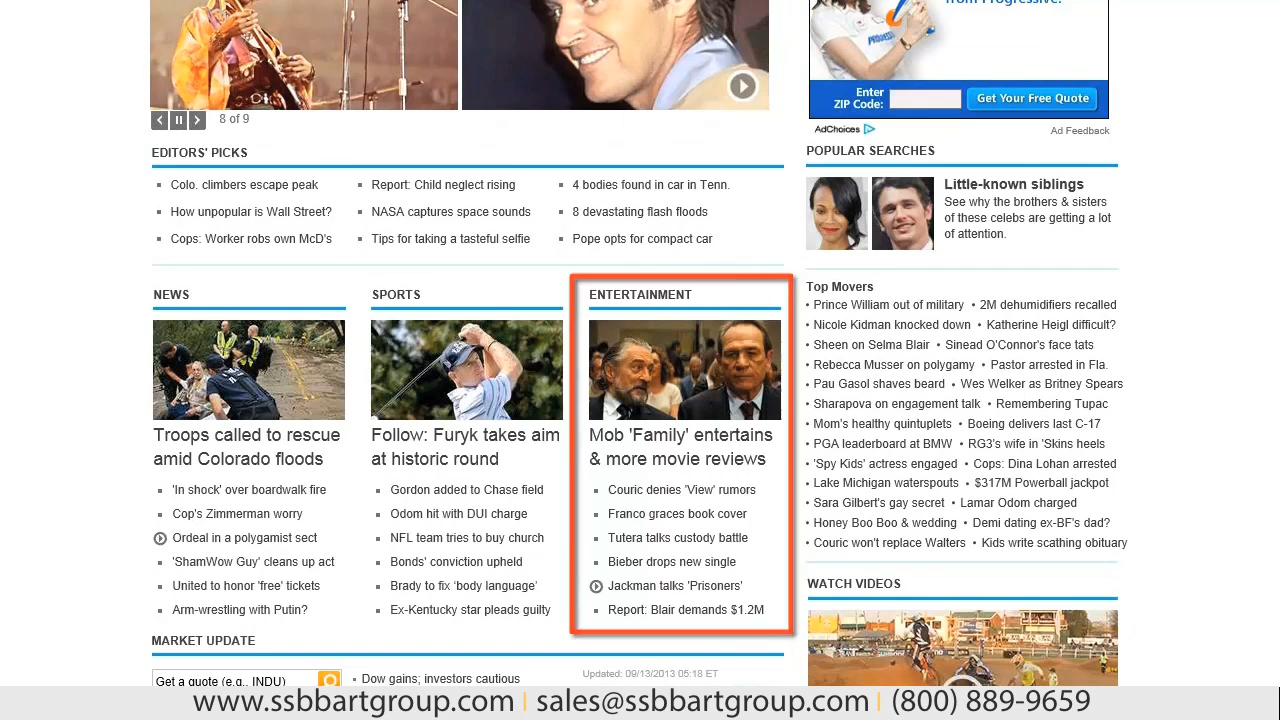 from Progressive.
PROGRESSIVE
Enter
ZIP Code:
Get Your Free Quote
8 of 9
AdChoices
Ad Feedback
EDITORS' PICKS
Colo. climbers escape peak
How unpopular is Wall Street?
Cops: Worker robs own McD's
Report: Child neglect rising
NASA captures space sounds
Tips for taking a tasteful selfie
4 bodies found in car in Tenn.
8 devastating flash floods
Pope opts for compact car
POPULAR SEARCHES
Little-known siblings
See why the brothers & sisters
of these celebs are getting a lot
of attention.
NEWS
Troops called to rescue
amid Colorado floods
'In shock' over boardwalk fire
Cop's Zimmerman worry
Ordeal in a polygamist sect
'ShamWow Guy' cleans up act
United to honor 'free' tickets
Arm-wrestling with Putin?
SPORTS
Follow: Furyk takes aim
at historic round
Gordon added to Chase field
Odom hit with DUI charge
NFL team tries to buy church
Bonds' conviction upheld
Brady to fix 'body language'
Ex-Kentucky star pleads guilty
ENTERTAINMENT
Mob 'Family' entertains
& more movie reviews
Couric denies 'View' rumors
Franco graces book cover
Tutera talks custody battle
Bieber drops new single
Jackman talks 'Prisoners'
Report: Blair demands $1.2M
Top Movers
• Prince William out of military • 2M dehumidifiers recalled
• Nicole Kidman knocked down • Katherine Heigl difficult?
• Sheen on Selma Blair • Sinead O'Connor's face tats
• Rebecca Musser on polygamy • Pastor arrested in Fla.
• Pau Gasol shaves beard • Wes Welker as Britney Spears
• Sharapova on engagement talk • Remembering Tupac
• Mom's healthy quintuplets • Boeing delivers last C-17
• PGA leaderboard at BMW • RG3's wife in 'Skins heels
• 'Spy Kids' actress engaged • Cops: Dina Lohan arrested
• Lake Michigan waterspouts • $317M Powerball jackpot
• Sara Gilbert's gay secret • Lamar Odom charged
• Honey Boo Boo & wedding • Demi dating ex-BF's dad?
• Couric won't replace Walters • Kids write scathing obituary
WATCH VIDEOS
MARKET UPDATE
Get a quote (e.g., INDU)
Dow gains; investors cautious
Updated: 09/13/2013 05:18 ET
www.ssbbartgroup.com | sales@ssbbartgroup.com | (800) 889-9659